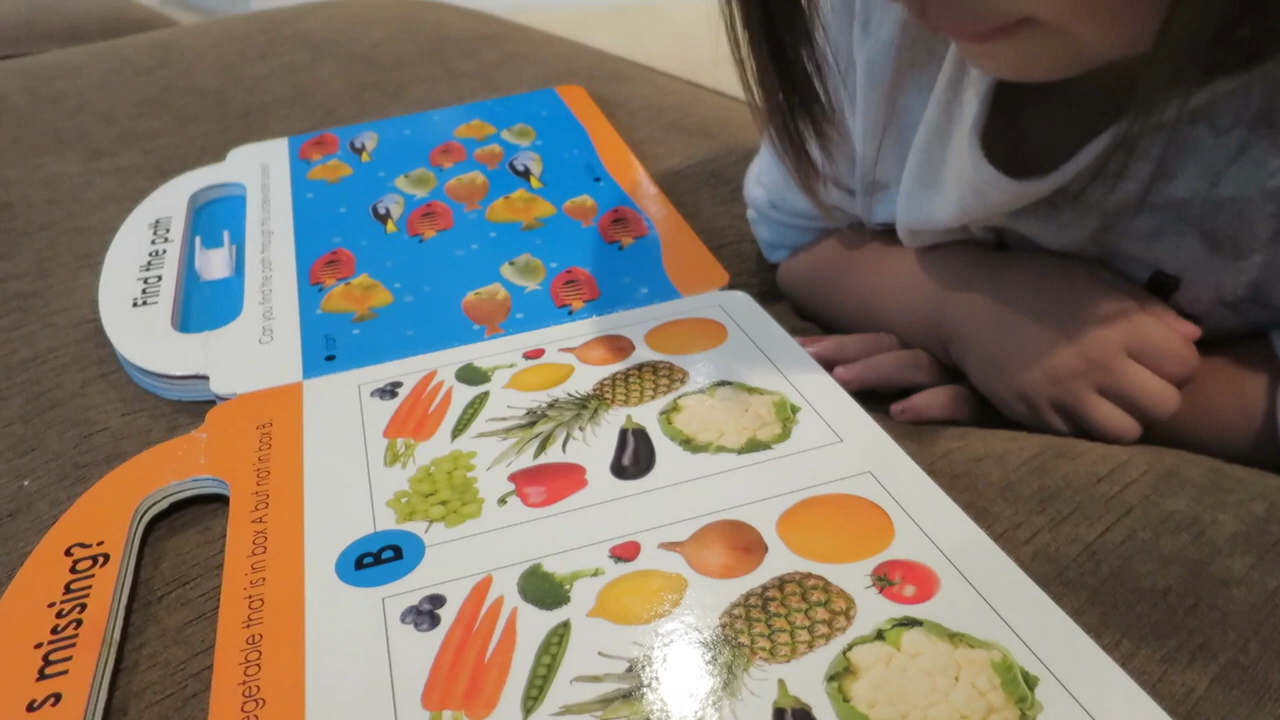 Find the path
Can you find the path through the underwater scene?
start
s missing?
egetable that is in box A but not in box B.
B